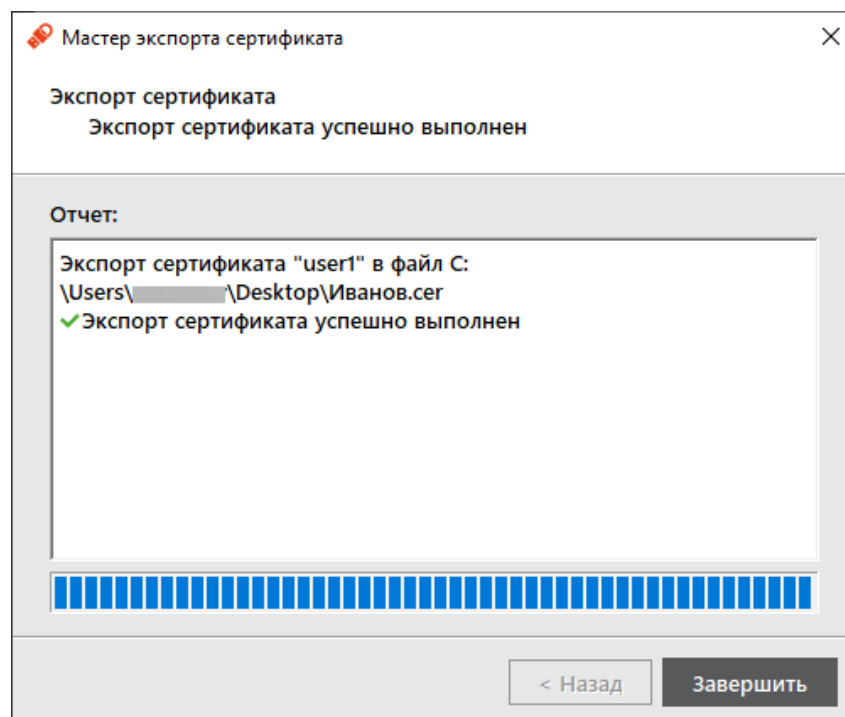 Мастер экспорта сертификата
Экспорт сертификата
Экспорт сертификата успешно выполнен
Отчет:
Экспорт сертификата "user1" в файл C:
\Users\ \Desktop\Иванов.cer
Экспорт сертификата успешно выполнен
< Назад
Завершить